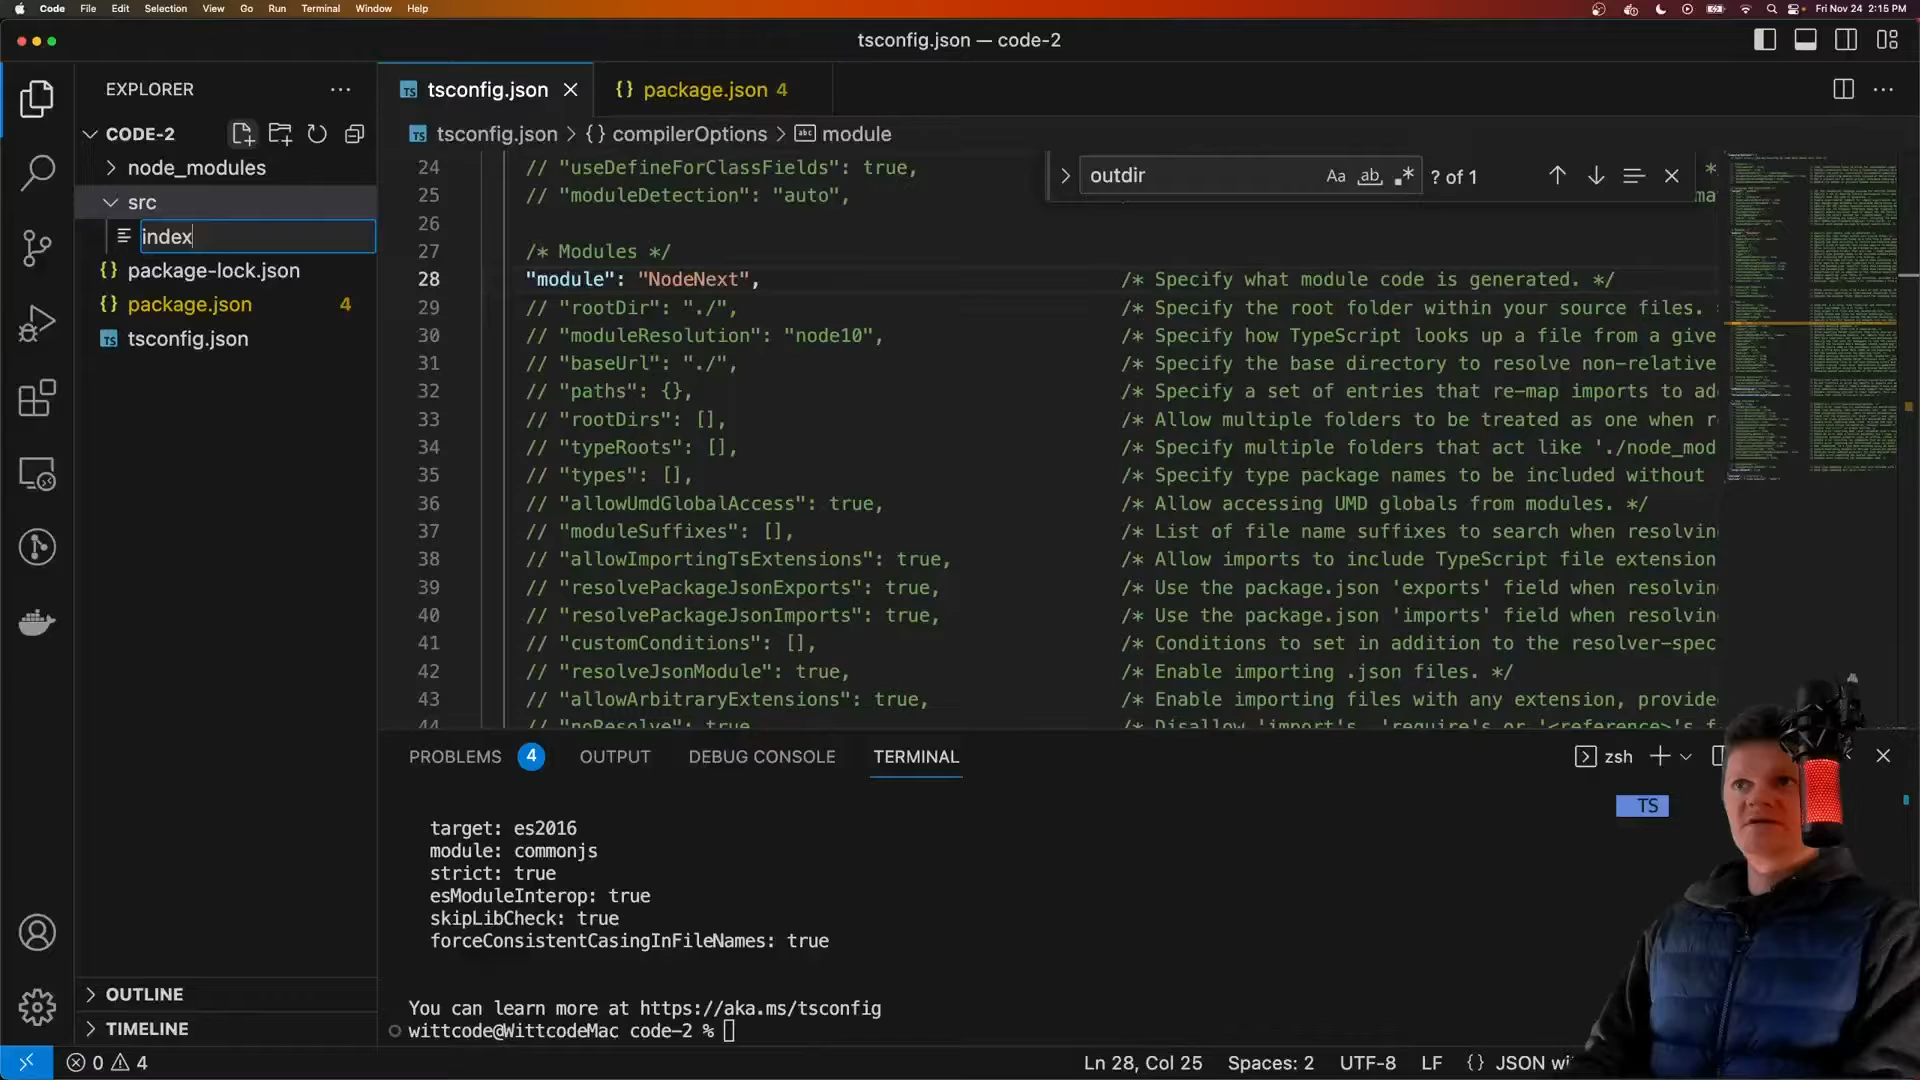 Code File Edit Selection View Go Run Terminal Window Help
Fri Nov 24 2:15 PM
tsconfig.json — code-2
EXPLORER
CODE-2
node_modules
src
index
package-lock.json
package.json 4
tsconfig.json
OUTLINE
TIMELINE
tsconfig.json
package.json 4
tsconfig.json > {} compilerOptions > abc module
outdir
Aa ab .* ? of 1
24 // "useDefineForClassFields": true, *
25 // "moduleDetection": "auto", ma
26
27 /* Modules */
28 "module": "NodeNext", /* Specify what module code is generated. */
29 // "rootDir": "./", /* Specify the root folder within your source files.
30 // "moduleResolution": "node10", /* Specify how TypeScript looks up a file from a give
31 // "baseUrl": "./", /* Specify the base directory to resolve non-relative
32 // "paths": {}, /* Specify a set of entries that re-map imports to ad
33 // "rootDirs": [], /* Allow multiple folders to be treated as one when r
34 // "typeRoots": [], /* Specify multiple folders that act like './node_mod
35 // "types": [], /* Specify type package names to be included without
36 // "allowUmdGlobalAccess": true, /* Allow accessing UMD globals from modules. */
37 // "moduleSuffixes": [], /* List of file name suffixes to search when resolvin
38 // "allowImportingTsExtensions": true, /* Allow imports to include TypeScript file extension
39 // "resolvePackageJsonExports": true, /* Use the package.json 'exports' field when resolvin
40 // "resolvePackageJsonImports": true, /* Use the package.json 'imports' field when resolvin
41 // "customConditions": [], /* Conditions to set in addition to the resolver-spec
42 // "resolveJsonModule": true, /* Enable importing .json files. */
43 // "allowArbitraryExtensions": true, /* Enable importing files with any extension, provide
44 // "noResolve": true, /* Disallow 'import's, 'require's or '<reference>'s f
PROBLEMS 4 OUTPUT DEBUG CONSOLE TERMINAL
zsh
TS
target: es2016
module: commonjs
strict: true
esModuleInterop: true
skipLibCheck: true
forceConsistentCasingInFileNames: true
You can learn more at https://aka.ms/tsconfig
wittcode@WittcodeMac code-2 %
0 4
Ln 28, Col 25 Spaces: 2 UTF-8 LF {} JSON wi